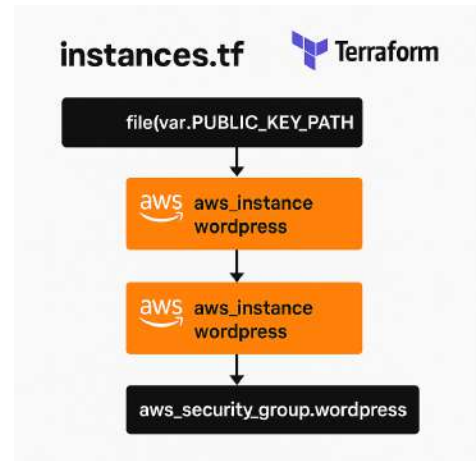 instances.tf
Terraform
file(var.PUBLIC_KEY_PATH
aws aws_instance
wordpress
aws aws_instance
wordpress
aws_security_group.wordpress